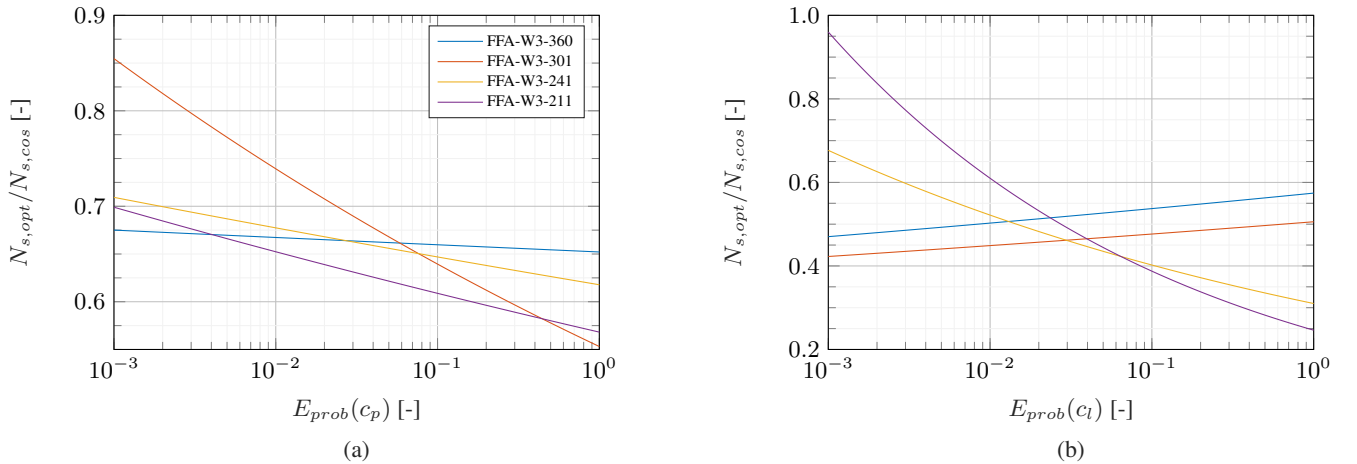 0.9
0.8
0.7
0.6
N_{s,opt}/N_{s,cos} [-]
FFA-W3-360
FFA-W3-301
FFA-W3-241
FFA-W3-211
10^{-3} 10^{-2} 10^{-1} 10^{0}
E_{prob}(c_p) [-]
(a)
1.0
0.8
0.6
0.4
0.2
N_{s,opt}/N_{s,cos} [-]
10^{-3} 10^{-2} 10^{-1} 10^{0}
E_{prob}(c_l) [-]
(b)